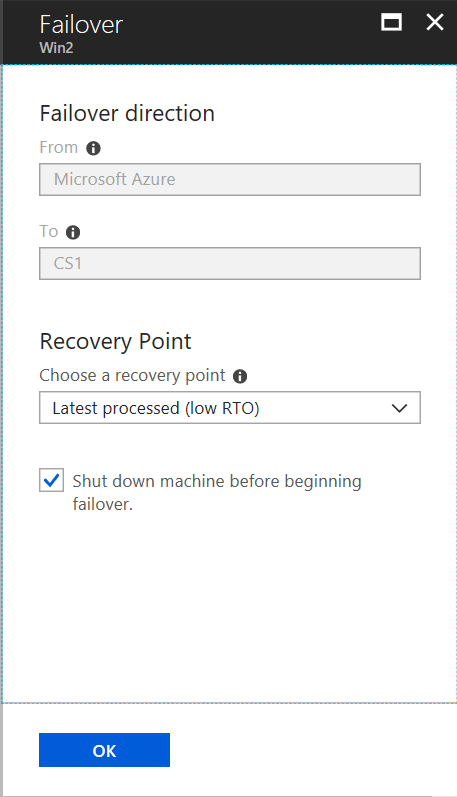 Failover
Win2
Failover direction
From
Microsoft Azure
To
CS1
Recovery Point
Choose a recovery point
Latest processed (low RTO)
Shut down machine before beginning
failover.
OK